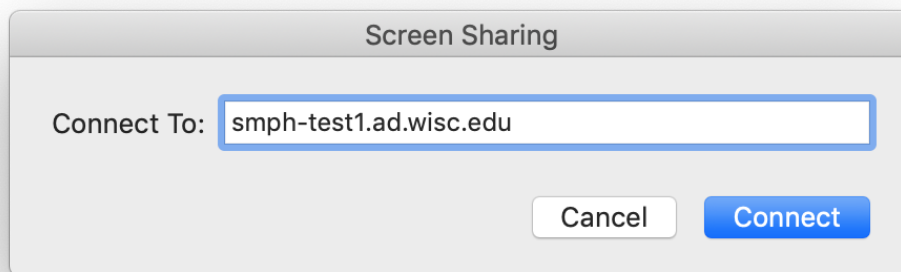 Screen Sharing
Connect To: smph-test1.ad.wisc.edu
Cancel Connect